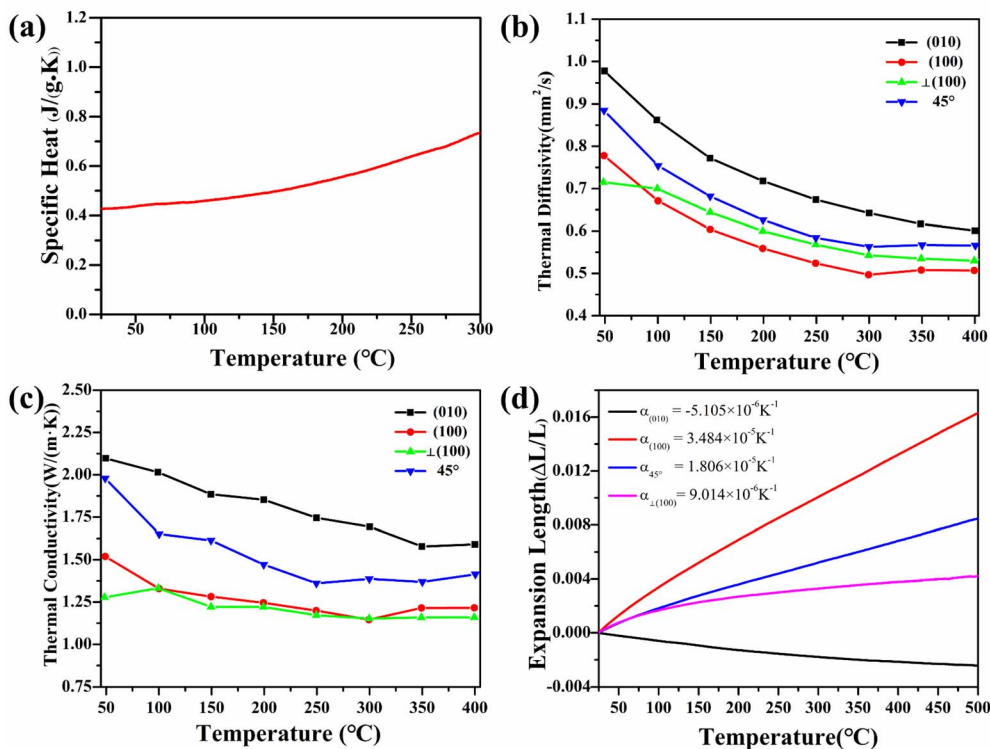 (a)
1.2
1.0
0.8
0.6
0.4
0.2
0.0
Specific Heat (J/(g·K))
50 100 150 200 250 300
Temperature (℃)
(b)
(010)
(100)
⊥(100)
45°
1.0
0.9
0.8
0.7
0.6
0.5
0.4
Thermal Diffusivity(mm²/s)
50 100 150 200 250 300 350 400
Temperature (℃)
(c)
(010)
(100)
⊥(100)
45°
2.50
2.25
2.00
1.75
1.50
1.25
1.00
0.75
Thermal Conductivity(W/(m·K)
50 100 150 200 250 300 350 400
Temperature (℃)
(d)
α(010) = -5.105×10⁻⁶K⁻¹
α(100) = 3.484×10⁻⁵K⁻¹
α45° = 1.806×10⁻⁵K⁻¹
α⊥(100) = 9.014×10⁻⁶K⁻¹
0.016
0.012
0.008
0.004
0.000
-0.004
Expansion Length(ΔL/L)
50 100 150 200 250 300 350 400 450 500
Temperature(℃)